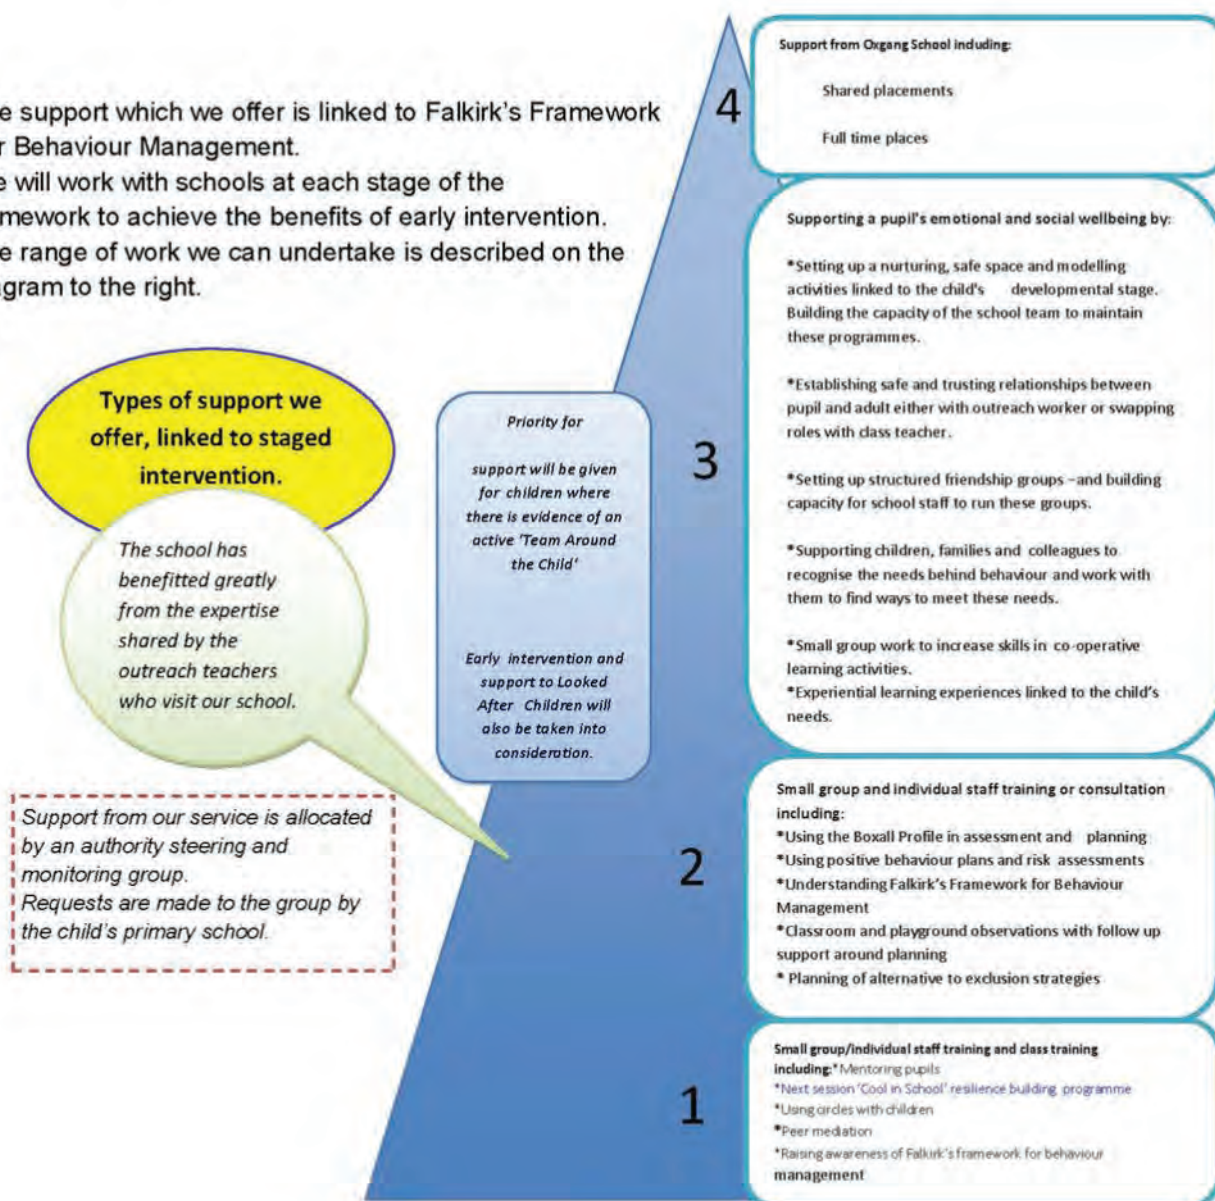 e support which we offer is linked to Falkirk's Framework
r Behaviour Management.
e will work with schools at each stage of the
mework to achieve the benefits of early intervention.
e range of work we can undertake is described on the
gram to the right.
Types of support we
offer, linked to staged
intervention.
The school has
benefitted greatly
from the expertise
shared by the
outreach teachers
who visit our school.
Support from our service is allocated
by an authority steering and
monitoring group.
Requests are made to the group by
the child's primary school.
Priority for
support will be given
for children where
there is evidence of an
active 'Team Around
the Child'
Early intervention and
support to Looked
After Children will
also be taken into
consideration.
4
Support from Oxgang School including:
Shared placements
Full time places
3
Supporting a pupil's emotional and social wellbeing by:
*Setting up a nurturing, safe space and modelling
activities linked to the child's developmental stage.
Building the capacity of the school team to maintain
these programmes.
*Establishing safe and trusting relationships between
pupil and adult either with outreach worker or swapping
roles with class teacher.
*Setting up structured friendship groups –and building
capacity for school staff to run these groups.
*Supporting children, families and colleagues to
recognise the needs behind behaviour and work with
them to find ways to meet these needs.
*Small group work to increase skills in co-operative
learning activities.
*Experiential learning experiences linked to the child's
needs.
2
Small group and individual staff training or consultation
including:
*Using the Boxall Profile in assessment and planning
*Using positive behaviour plans and risk assessments
*Understanding Falkirk's Framework for Behaviour
Management
*Classroom and playground observations with follow up
support around planning
* Planning of alternative to exclusion strategies
1
Small group/individual staff training and class training
including:*Mentoring pupils
*Next session 'Cool in School' resilience building programme
*Using circles with children
*Peer mediation
*Raising awareness of Falkirk's framework for behaviour
management